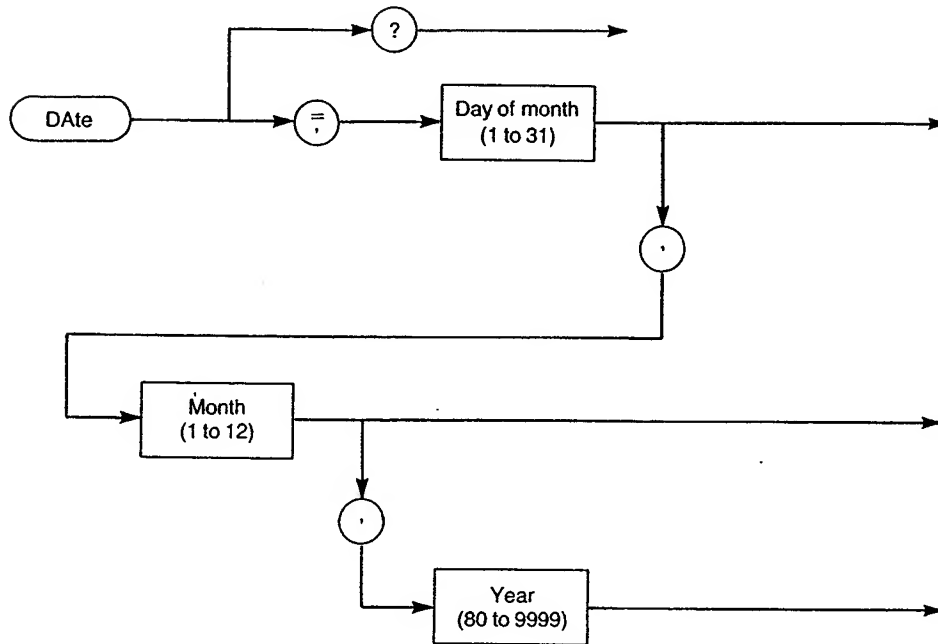 ?
DAte
=
,
Day of month
(1 to 31)
,
Month
(1 to 12)
,
Year
(80 to 9999)